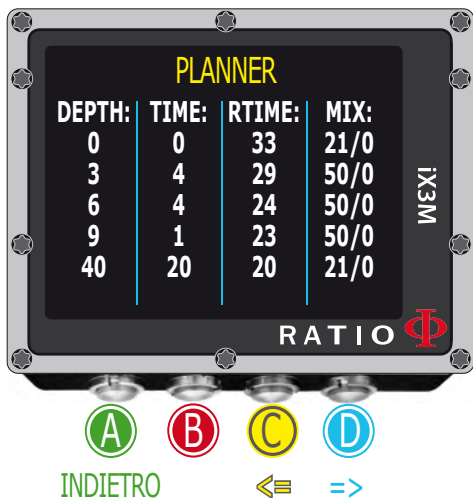 PLANNER
DEPTH: TIME: RTIME: MIX:
0 0 33 21/0
3 4 29 50/0
6 4 24 50/0
9 1 23 50/0
40 20 20 21/0
iX3M
RATIO Φ
A B C D
INDIETRO <= =>